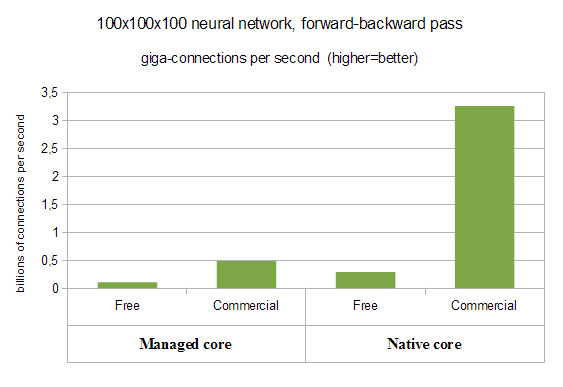 100x100x100 neural network, forward-backward pass
giga-connections per second (higher=better)
billions of connections per second
3,5
3
2,5
2
1,5
1
0,5
0
Free Commercial Free Commercial
Managed core Native core